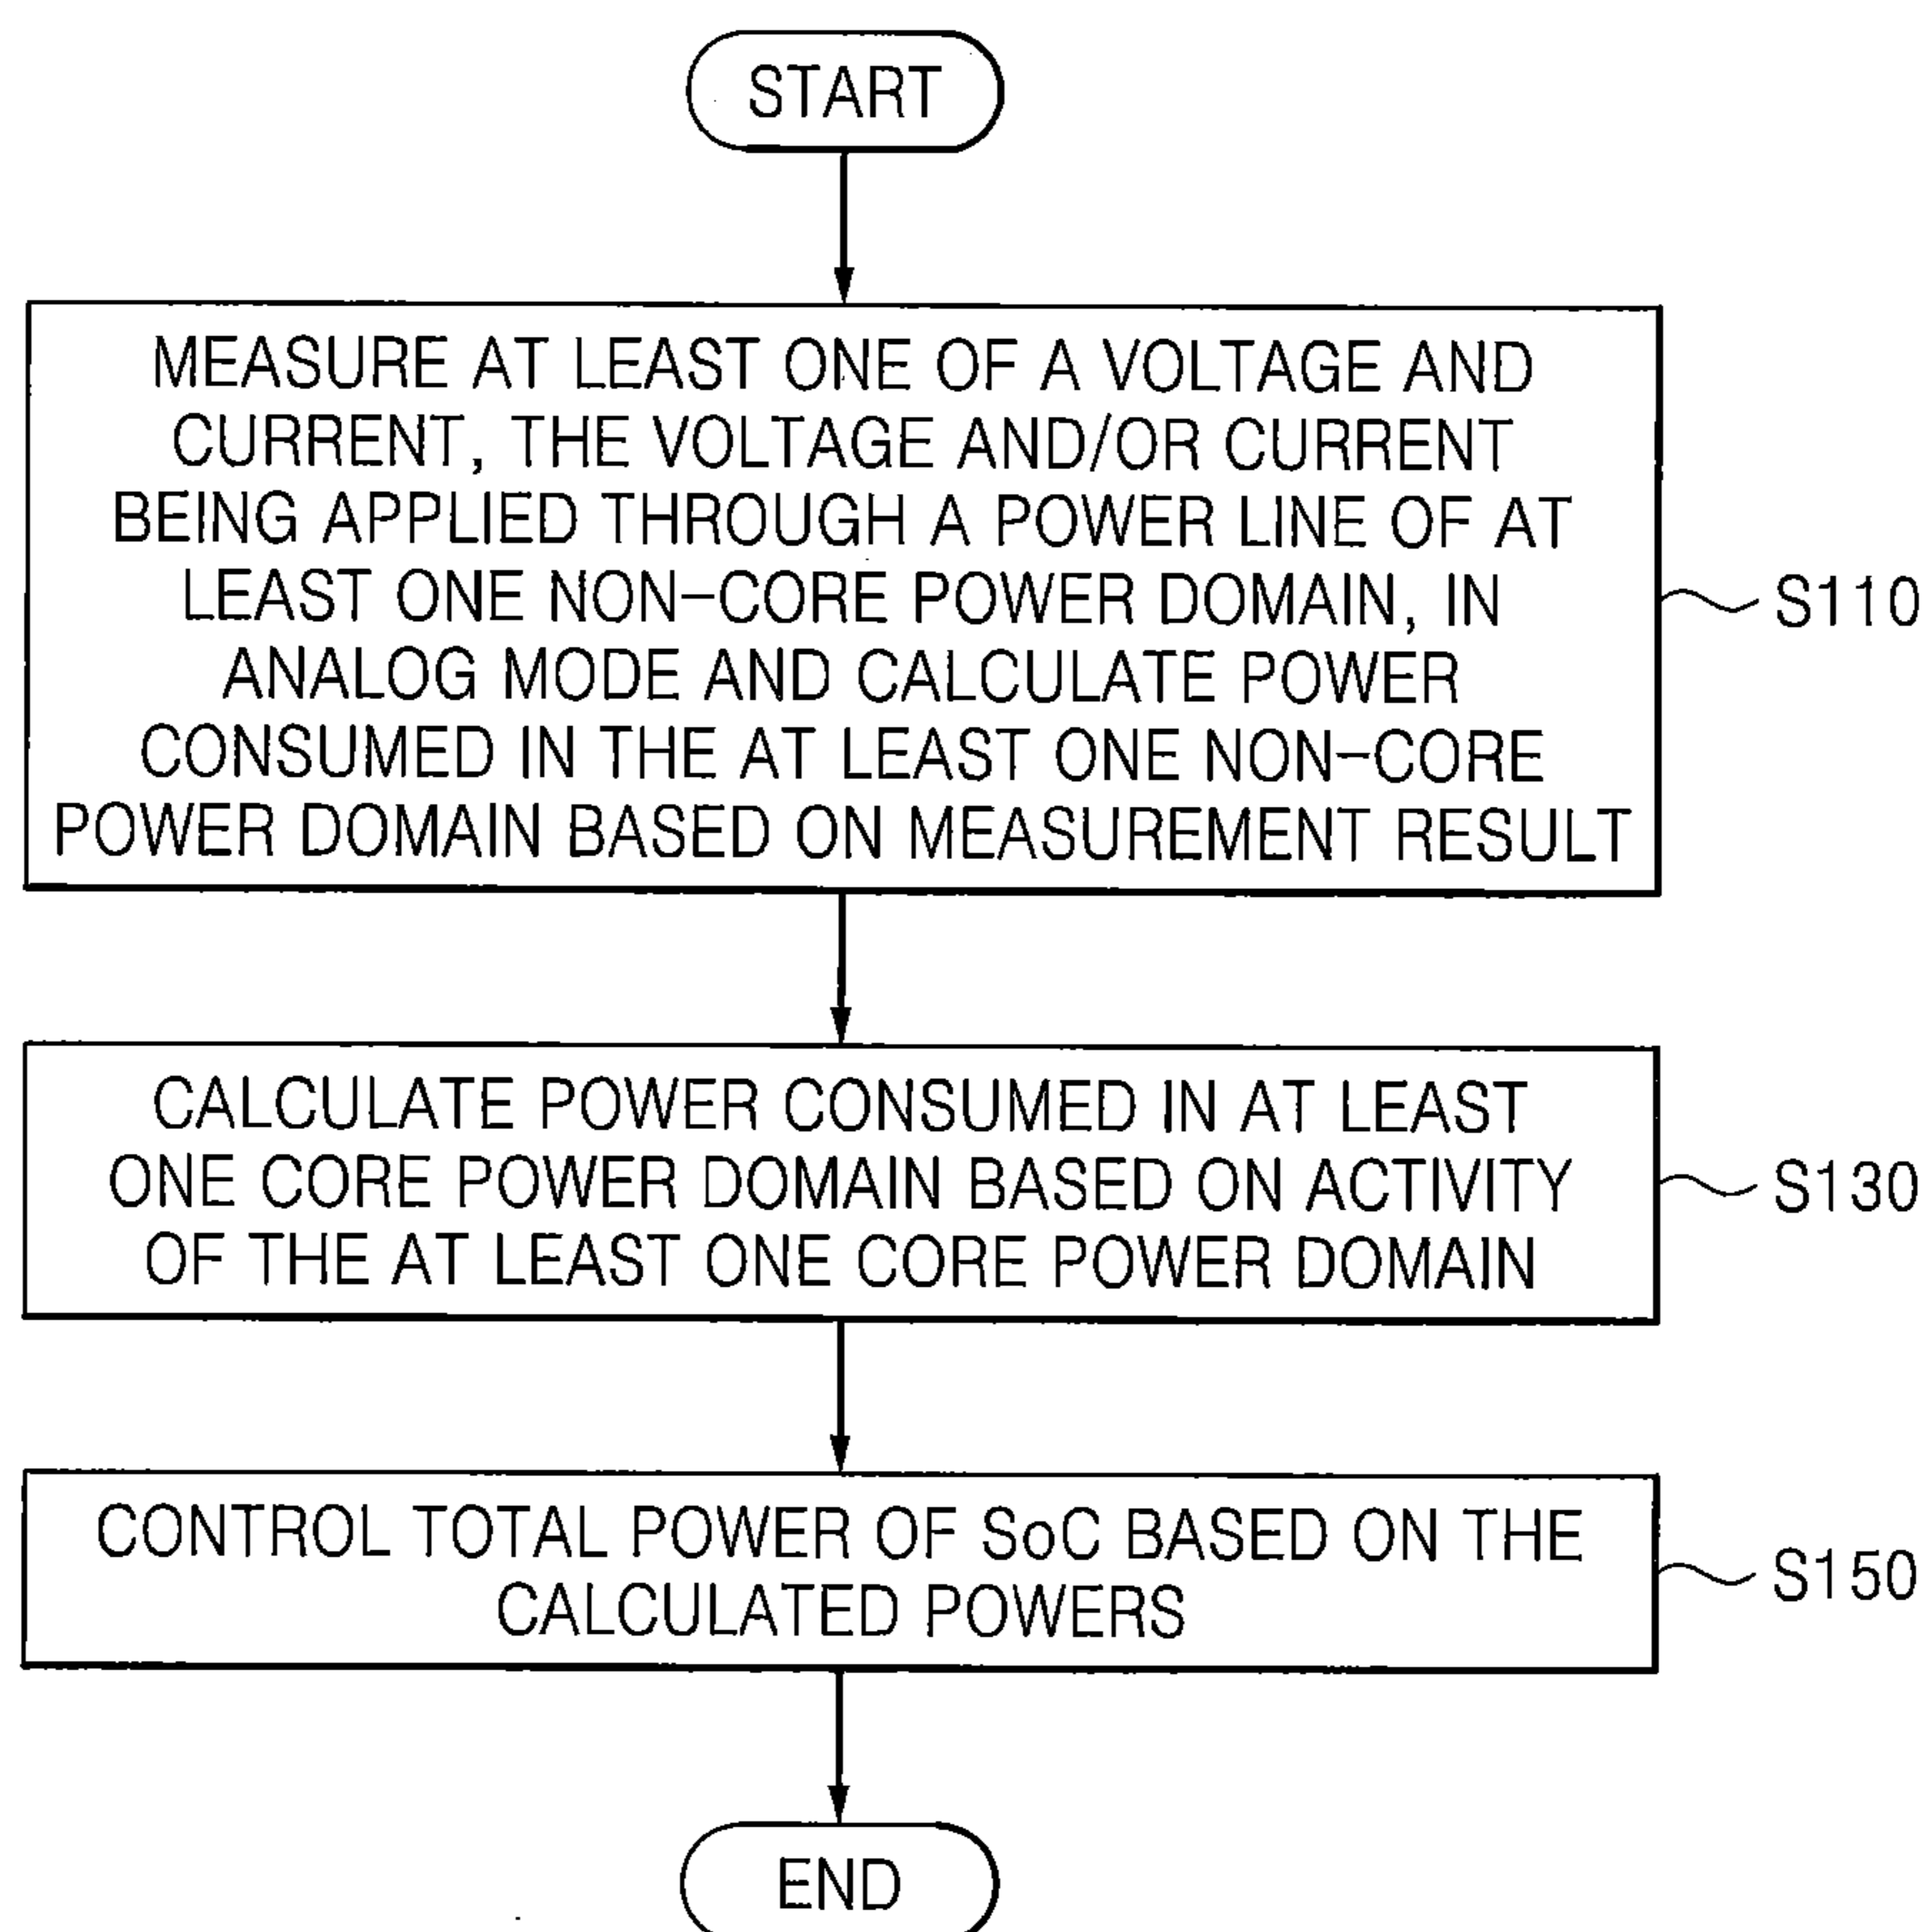 START
MEASURE AT LEAST ONE OF A VOLTAGE AND
CURRENT, THE VOLTAGE AND/OR CURRENT
BEING APPLIED THROUGH A POWER LINE OF AT
LEAST ONE NON-CORE POWER DOMAIN, IN
ANALOG MODE AND CALCULATE POWER
CONSUMED IN THE AT LEAST ONE NON-CORE
POWER DOMAIN BASED ON MEASUREMENT RESULT
S110
CALCULATE POWER CONSUMED IN AT LEAST
ONE CORE POWER DOMAIN BASED ON ACTIVITY
OF THE AT LEAST ONE CORE POWER DOMAIN
S130
CONTROL TOTAL POWER OF SoC BASED ON THE
CALCULATED POWERS
S150
END